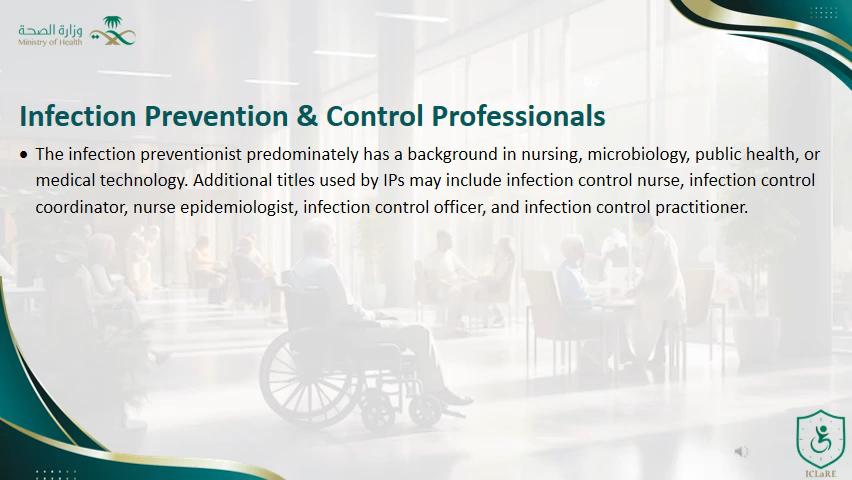 وزارة الصحة
Ministry of Health
Infection Prevention & Control Professionals
• The infection preventionist predominately has a background in nursing, microbiology, public health, or
medical technology. Additional titles used by IPs may include infection control nurse, infection control
coordinator, nurse epidemiologist, infection control officer, and infection control practitioner.
ICLaRE